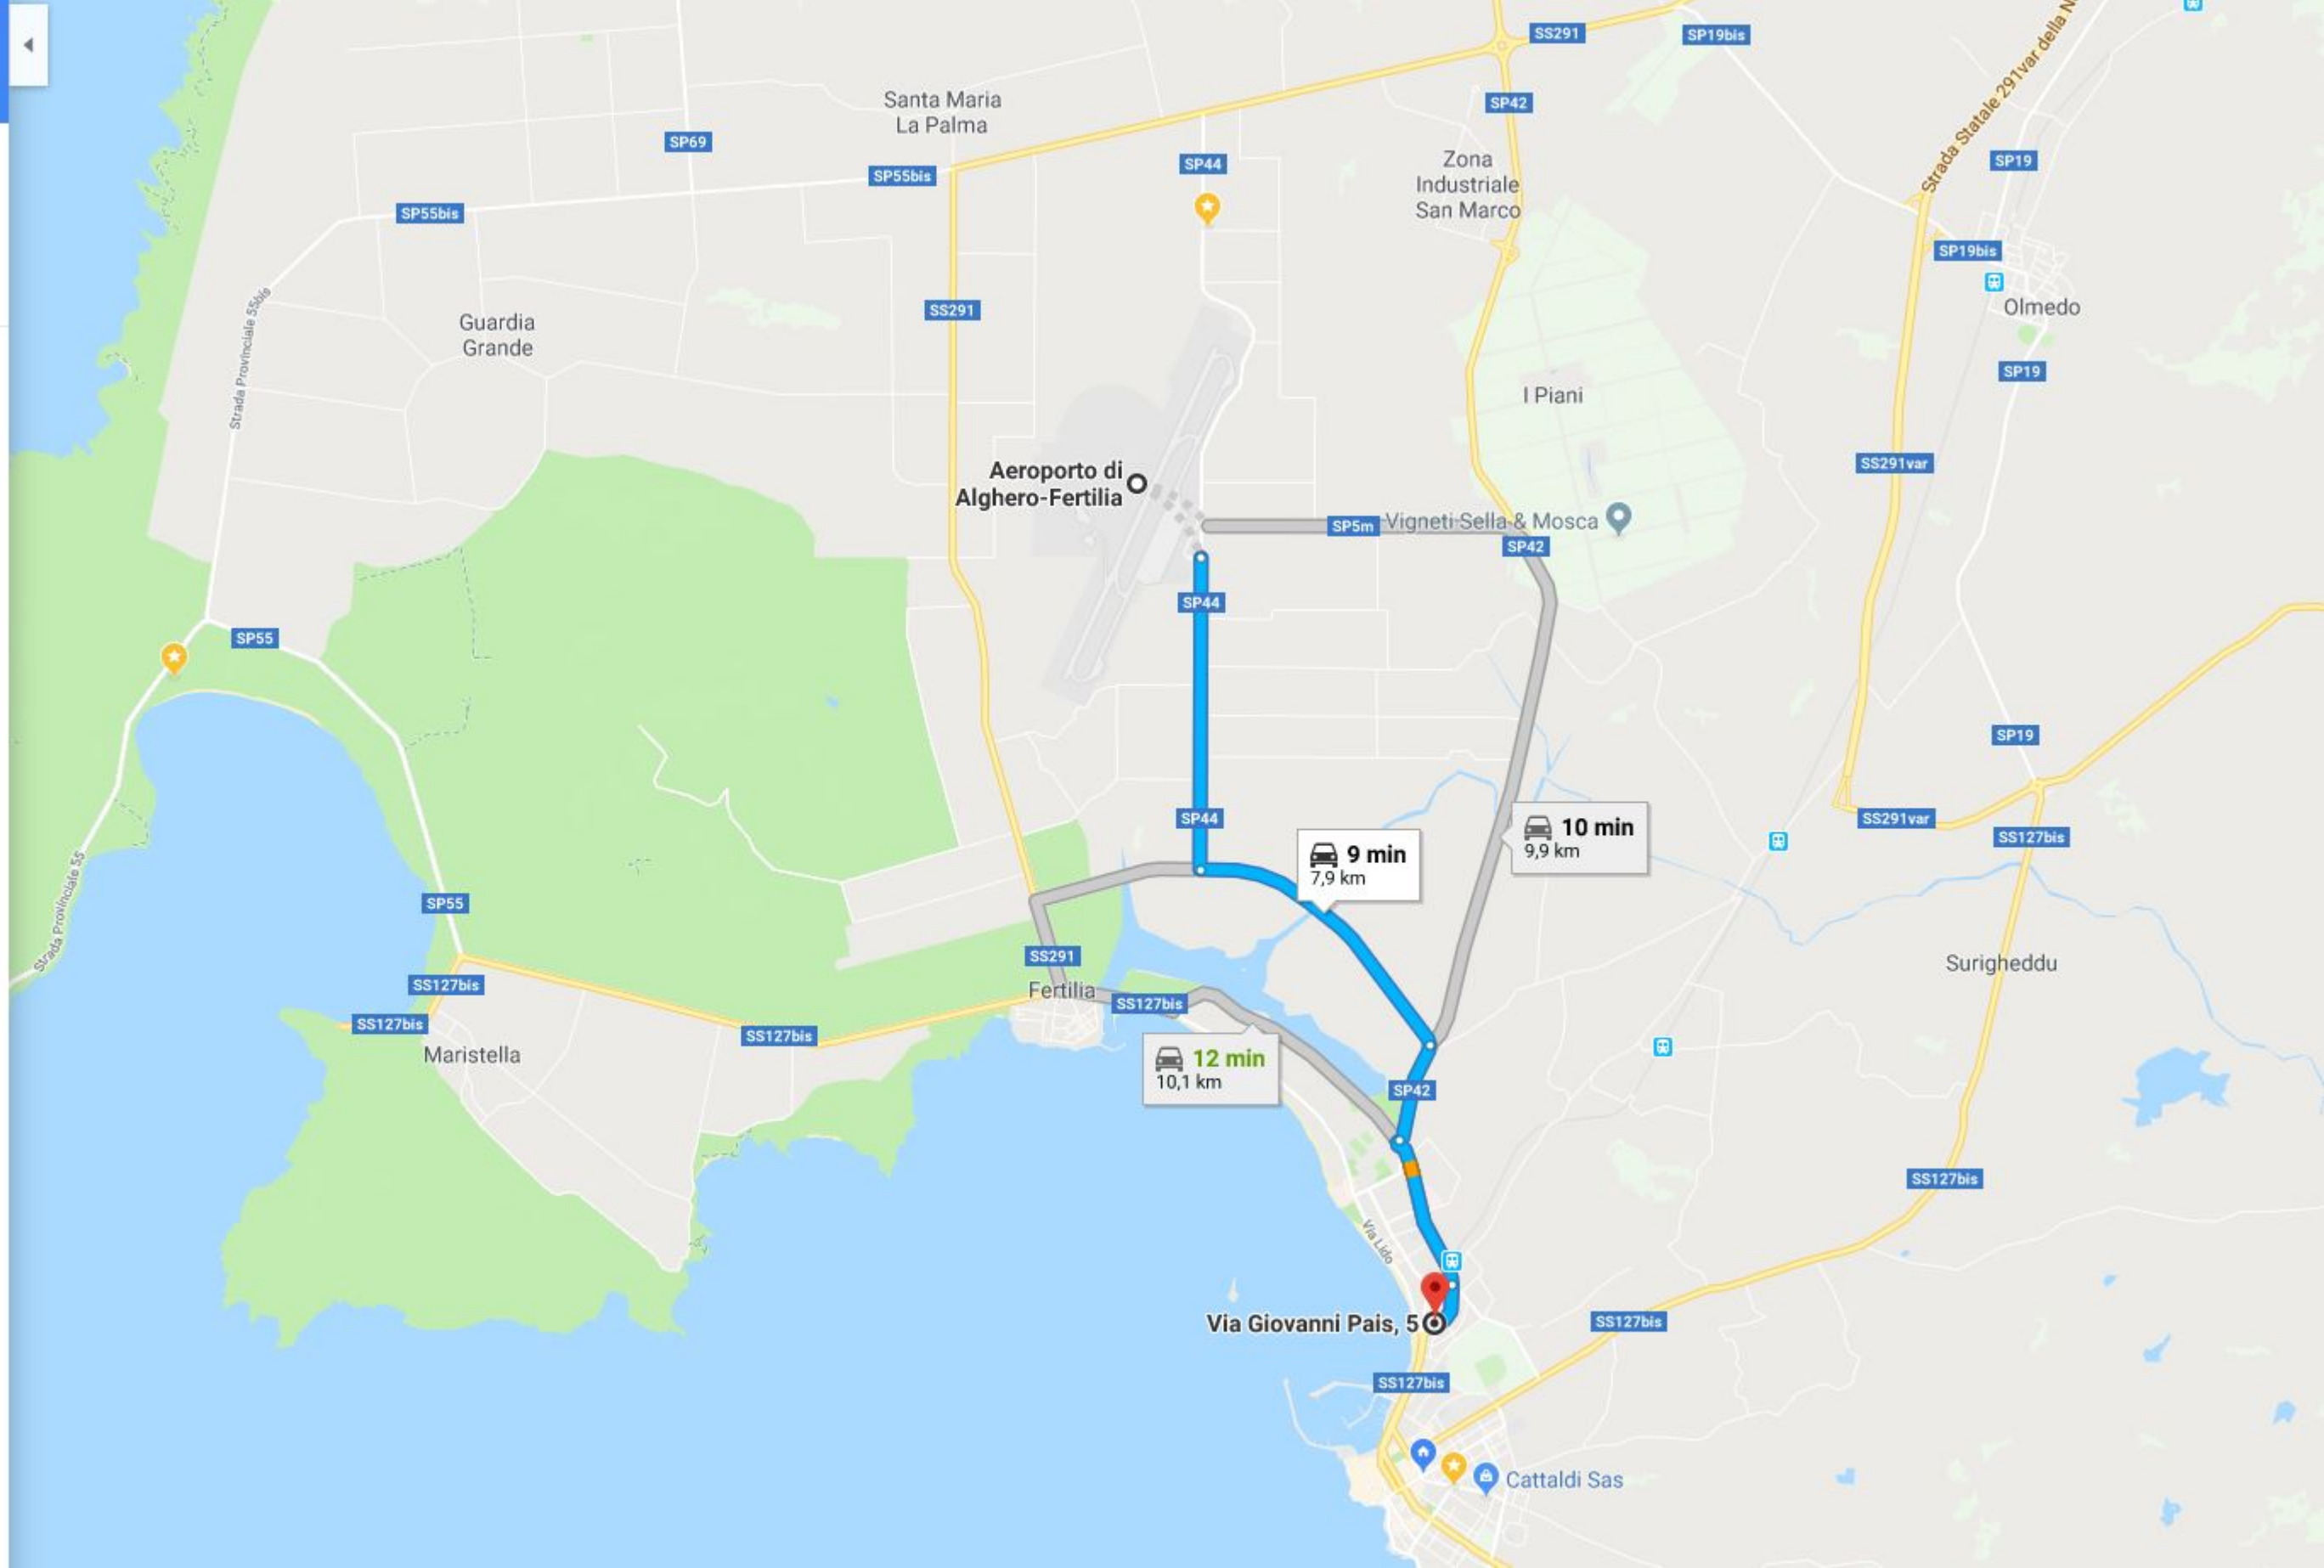 SS291
SP19bis
Strada Statale 291var della N
Santa Maria
La Palma
SP42
SP69
SP44
Zona
Industriale
San Marco
SP19
SP55bis
SP55bis
SP19bis
Olmedo
Strada Provinciale 55bis
Guardia
Grande
SS291
SP19
I Piani
SS291var
Aeroporto di
Alghero-Fertilia
SP5m
Vigneti Sella & Mosca
SP42
SP44
SP55
SP19
SP44
10 min
9,9 km
SS291var
SS127bis
9 min
7,9 km
Strada Provinciale 55
SP55
SS291
Surigheddu
SS127bis
Fertilia
SS127bis
SS127bis
SS127bis
Maristella
12 min
10,1 km
SP42
SS127bis
Via Lido
Via Giovanni Pais, 5
SS127bis
SS127bis
Cattaldi Sas